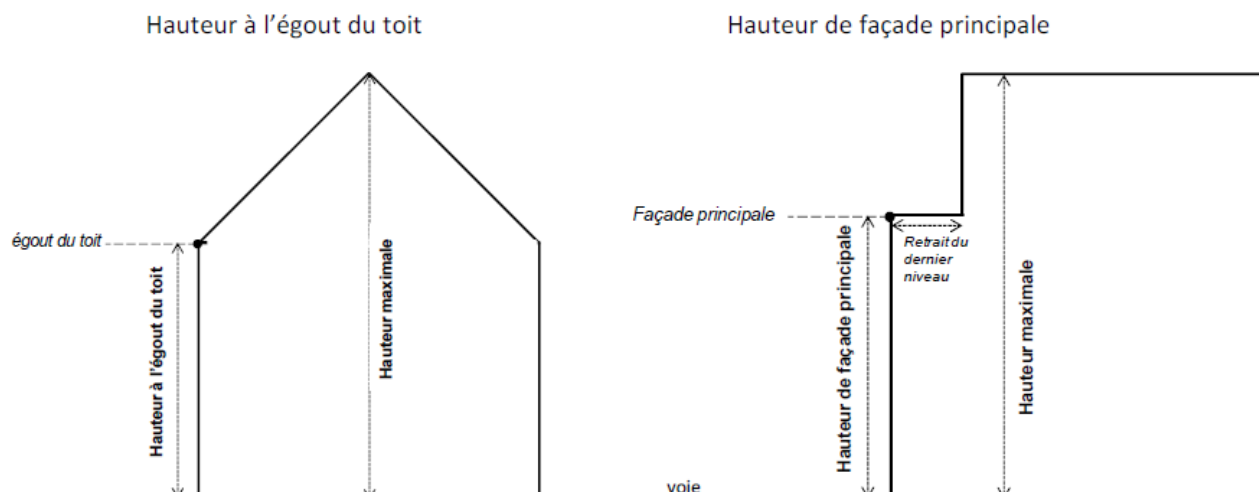 Hauteur à l'égout du toit
égout du toit
Hauteur à l'égout du toit
Hauteur maximale
Hauteur de façade principale
Façade principale
Retrait du
dernier
niveau
Hauteur de façade principale
Hauteur maximale
voie